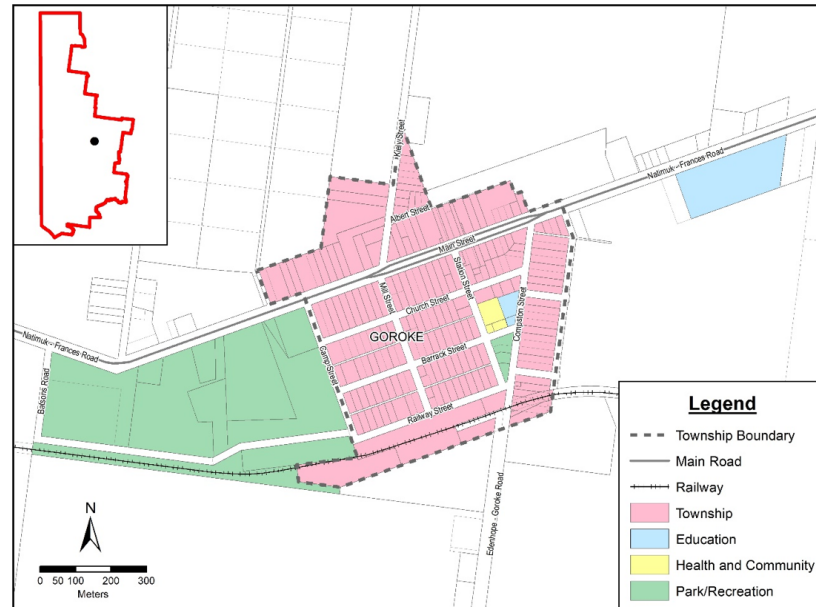 Kiely Street
Natimuk - Frances Road
Albert Street
Main Street
Station Street
Mill Street
Church Street
Compston Street
GOROKE
Natimuk - Frances Road
Camp Street
Barrack Street
Batsons Road
Railway Street
Edenhope - Goroke Road
N
0 50 100 200 300
Meters
Legend
Township Boundary
Main Road
Railway
Township
Education
Health and Community
Park/Recreation